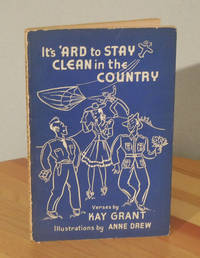 It's 'ARD to STAY
CLEAN in the
COUNTRY
Verses by
KAY GRANT
Illustrations by ANNE DREW